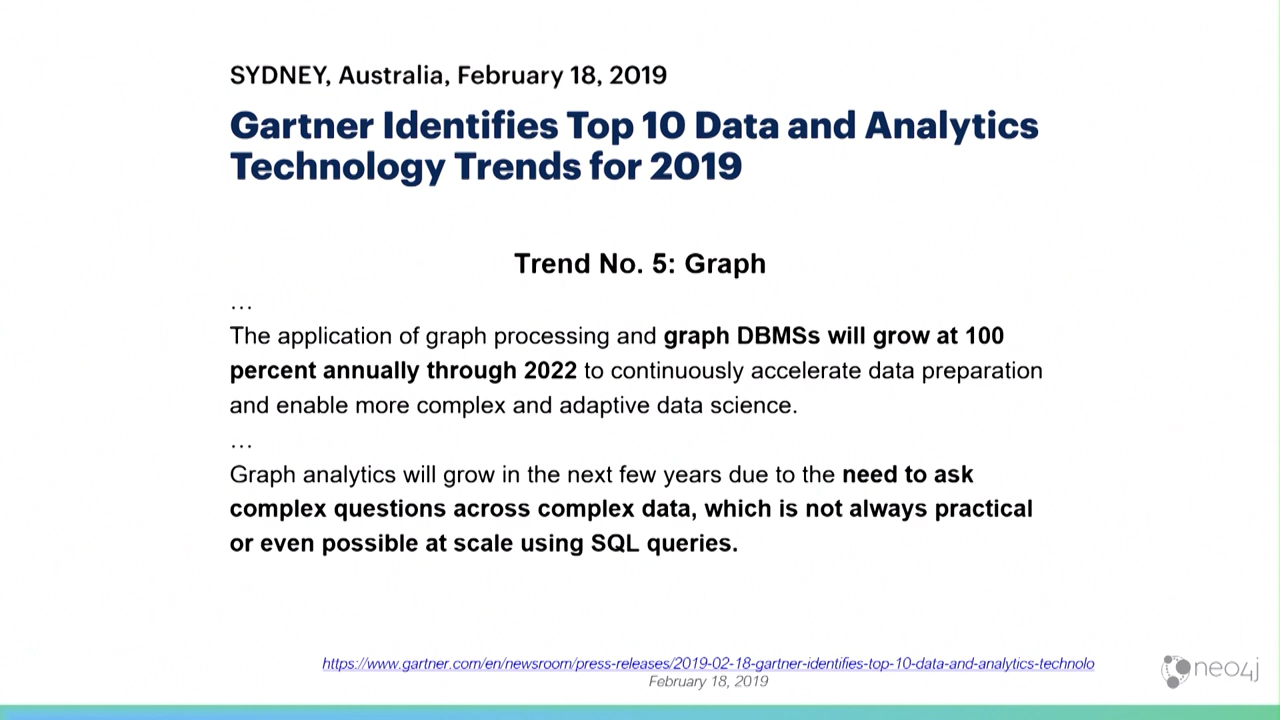 SYDNEY, Australia, February 18, 2019
Gartner Identifies Top 10 Data and Analytics
Technology Trends for 2019
Trend No. 5: Graph
…
The application of graph processing and graph DBMSs will grow at 100
percent annually through 2022 to continuously accelerate data preparation
and enable more complex and adaptive data science.
…
Graph analytics will grow in the next few years due to the need to ask
complex questions across complex data, which is not always practical
or even possible at scale using SQL queries.
https://www.gartner.com/en/newsroom/press-releases/2019-02-18-gartner-identifies-top-10-data-and-analytics-technolo
February 18, 2019
neo4j